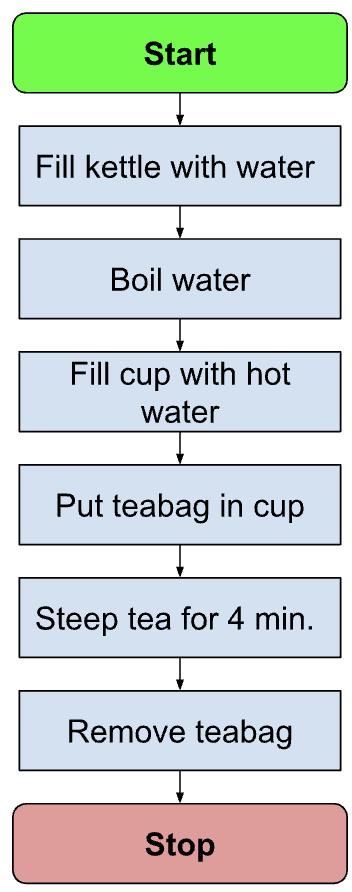 Start
Fill kettle with water
Boil water
Fill cup with hot
water
Put teabag in cup
Steep tea for 4 min.
Remove teabag
Stop